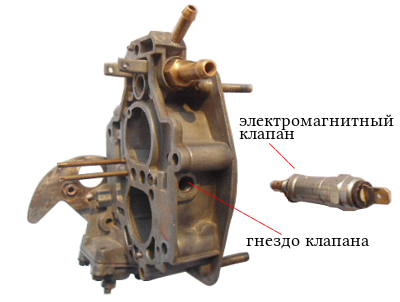 электромагнитный
клапан
гнездо клапана